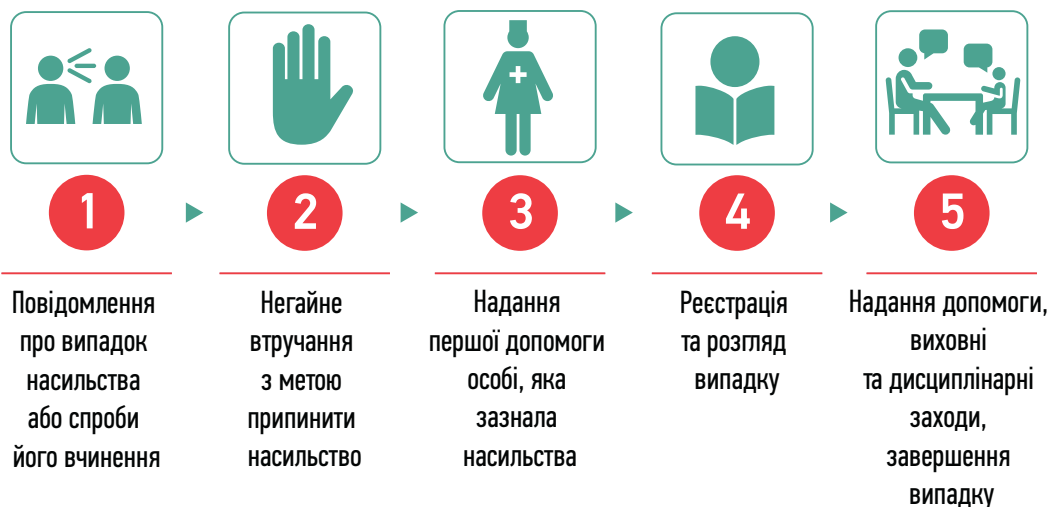 1
Повідомлення
про випадок
насильства
або спроби
його вчинення
2
Негайне
втручання
з метою
припинити
насильство
3
Надання
першої допомоги
особі, яка
зазнала
насильства
4
Реєстрація
та розгляд
випадку
5
Надання допомоги,
виховні
та дисциплінарні
заходи,
завершення
випадку